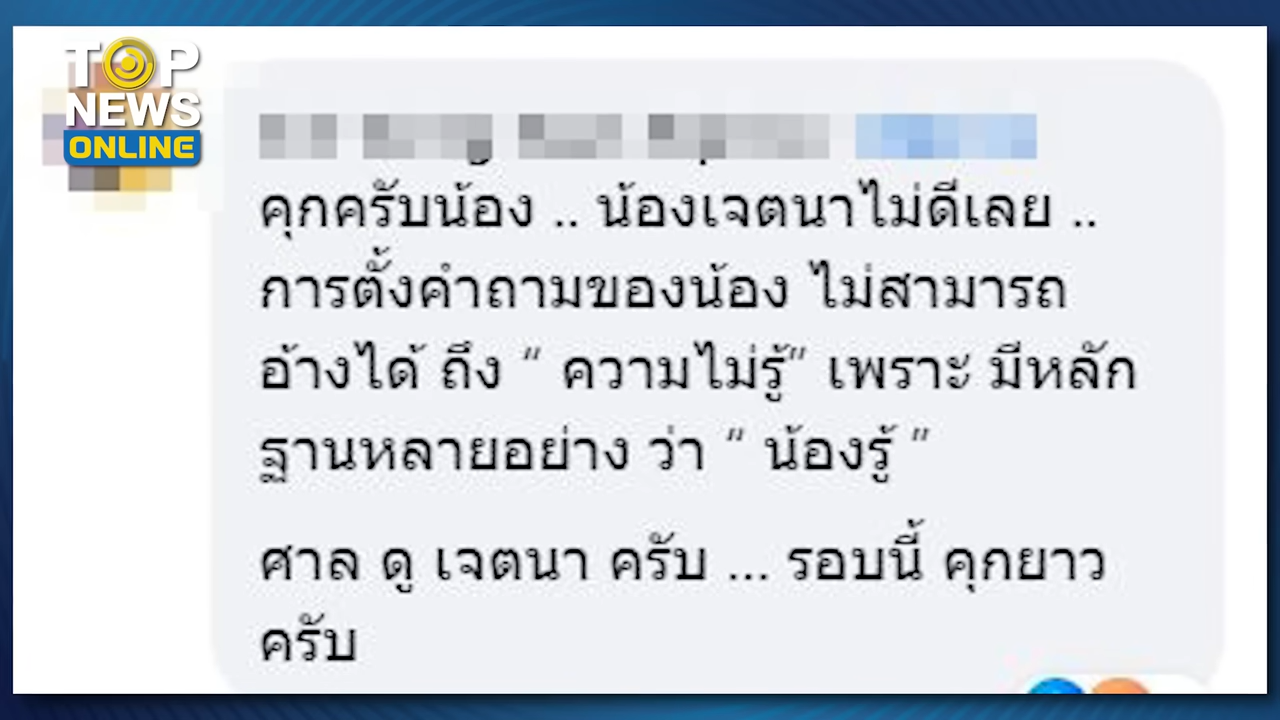 TOP
NEWS
ONLINE
คุกครับน้อง .. น้องเจตนาไม่ดีเลย ..
การตั้งคำถามของน้อง ไม่สามารถ
อ้างได้ ถึง “ ความไม่รู้” เพราะ มีหลัก
ฐานหลายอย่าง ว่า “ น้องรู้ ”
ศาล ดู เจตนา ครับ ... รอบนี้ คุกยาว
ครับ